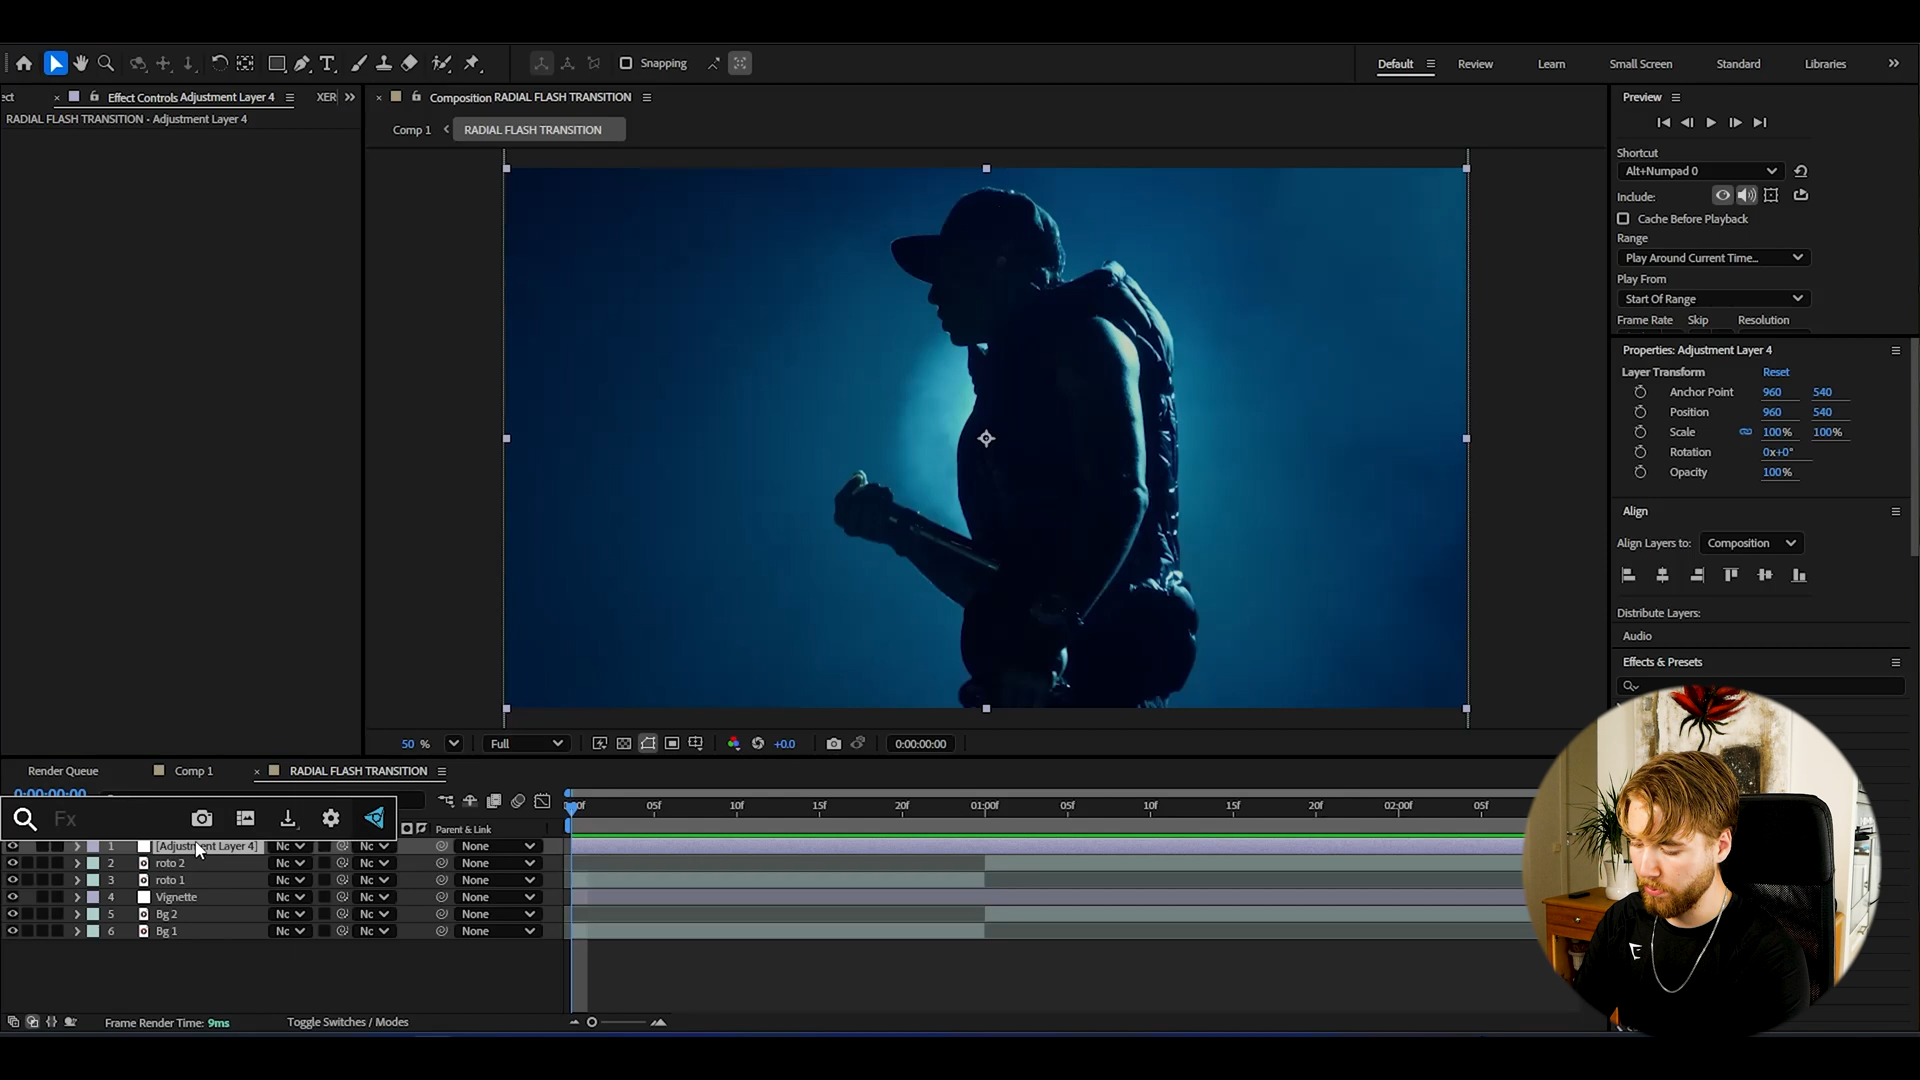 Snapping
Default
Review
Learn
Small Screen
Standard
Libraries
ect
Effect Controls Adjustment Layer 4
XER
RADIAL FLASH TRANSITION • Adjustment Layer 4
Composition RADIAL FLASH TRANSITION
Comp 1
RADIAL FLASH TRANSITION
Preview
Shortcut
Alt+Numpad 0
Include:
Cache Before Playback
Range
Play Around Current Time...
Play From
Start Of Range
Frame Rate Skip Resolution
Properties: Adjustment Layer 4
Layer Transform Reset
Anchor Point 960 540
Position 960 540
Scale 100% 100%
Rotation 0x+0°
Opacity 100%
Align
Align Layers to: Composition
Distribute Layers:
Audio
Effects & Presets
50 %
Full
+0.0
0:00:00:00
Render Queue
Comp 1
RADIAL FLASH TRANSITION
0:00:00:00
Fx
Parent & Link
:00f 05f 10f 15f 20f 01:00f 05f 10f 15f 20f 02:00f 05f
1 [Adjustment Layer 4] Nc Nc None
2 roto 2 Nc Nc None
3 roto 1 Nc Nc None
4 Vignette Nc Nc None
5 Bg 2 Nc Nc None
6 Bg 1 Nc Nc None
Frame Render Time: 9ms
Toggle Switches / Modes